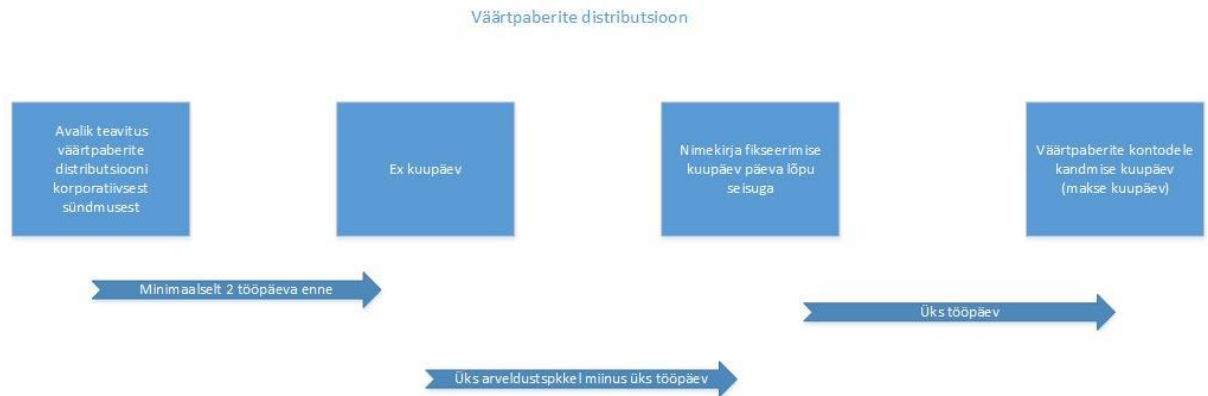 Väärtpaberite distributsioon
Avalik teavitus
väärtpaberite
distributsiooni
korporatiivsest
sündmusest
Ex kuupäev
Nimekirja fikseerimise
kuupäev päeva lõpu
seisuga
Väärtpaberite kontodele
kandmise kuupäev
(makse kuupäev)
Minimaalselt 2 tööpäeva enne
Üks tööpäev
Üks arveldustspkkel miinus üks tööpäev